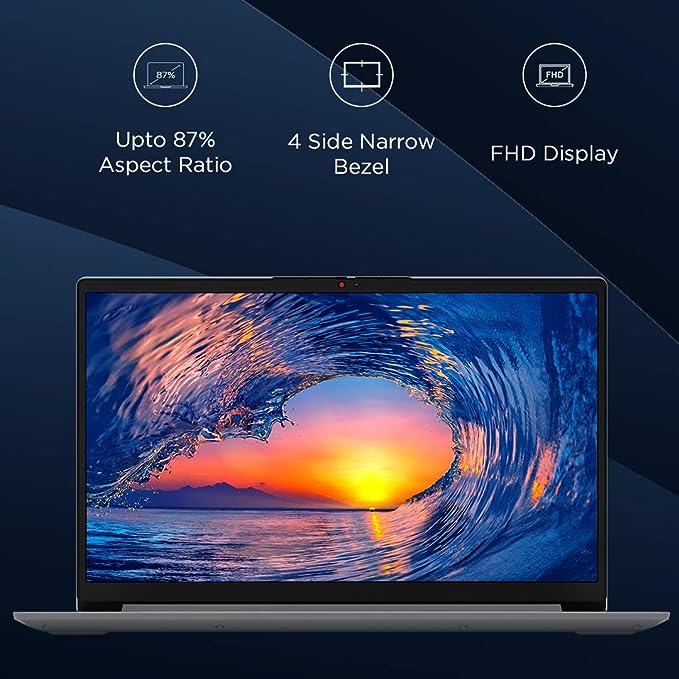 87%
FHD
Upto 87%
Aspect Ratio
4 Side Narrow
Bezel
FHD Display